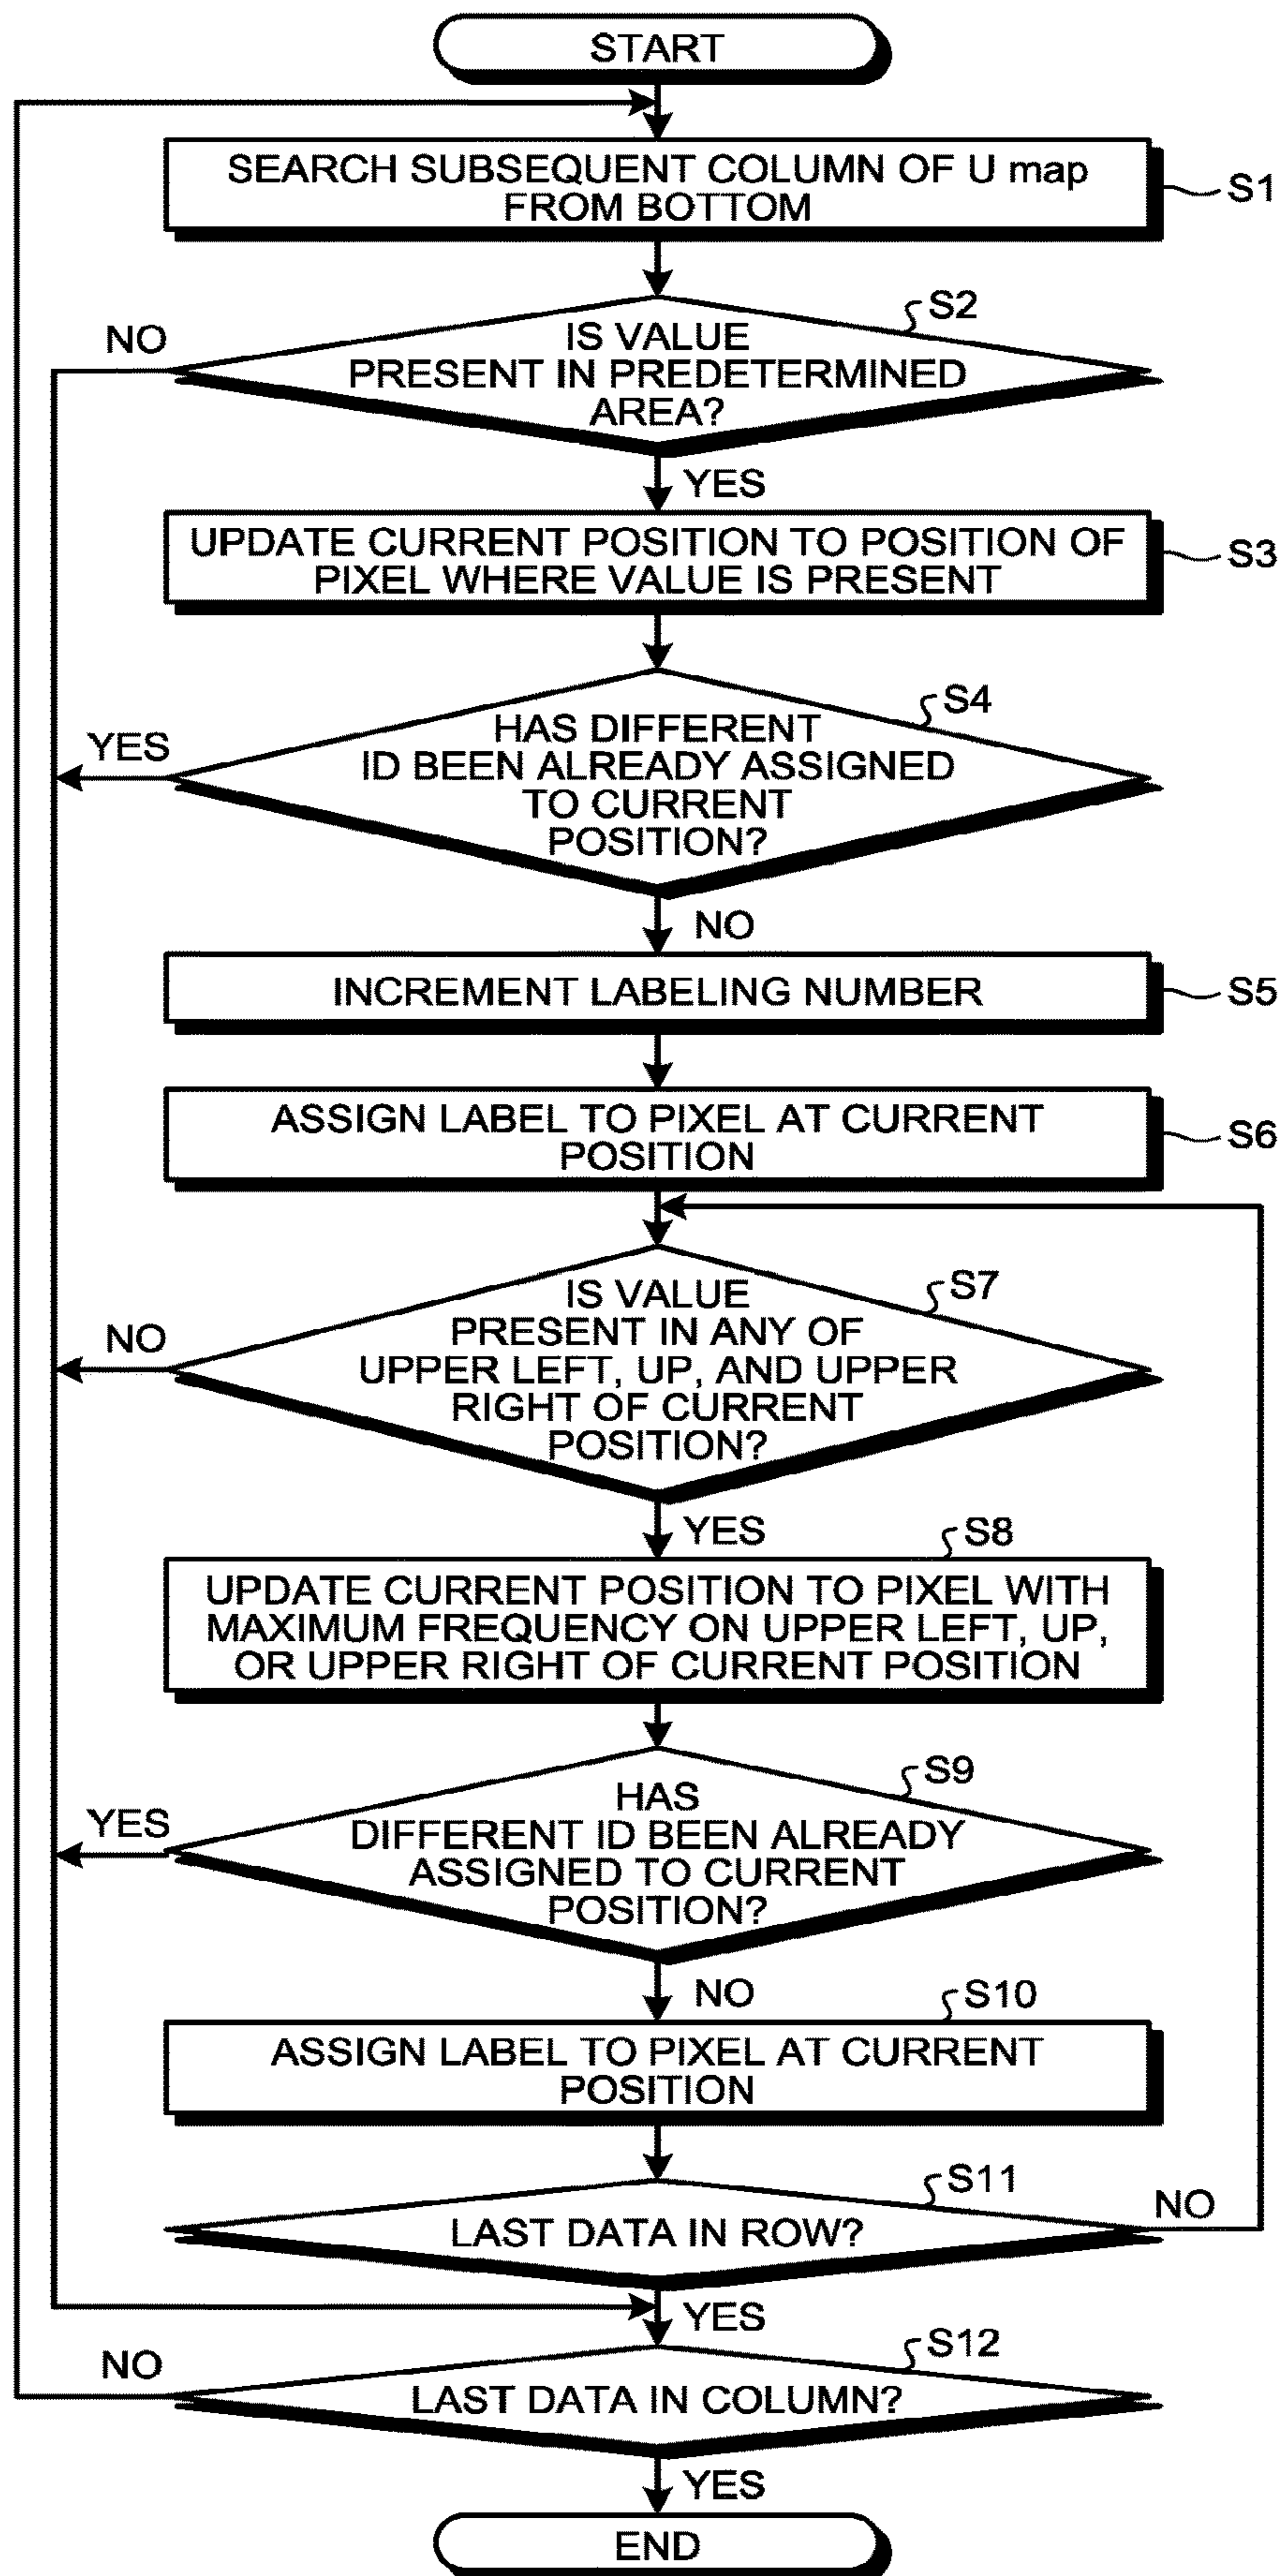 START
SEARCH SUBSEQUENT COLUMN OF U map
FROM BOTTOM
S1
S2
NO
IS VALUE
PRESENT IN PREDETERMINED
AREA?
YES
UPDATE CURRENT POSITION TO POSITION OF
PIXEL WHERE VALUE IS PRESENT
S3
S4
YES
HAS DIFFERENT
ID BEEN ALREADY ASSIGNED
TO CURRENT
POSITION?
NO
INCREMENT LABELING NUMBER
S5
ASSIGN LABEL TO PIXEL AT CURRENT
POSITION
S6
S7
NO
IS VALUE
PRESENT IN ANY OF
UPPER LEFT, UP, AND UPPER
RIGHT OF CURRENT
POSITION?
YES
S8
UPDATE CURRENT POSITION TO PIXEL WITH
MAXIMUM FREQUENCY ON UPPER LEFT, UP,
OR UPPER RIGHT OF CURRENT POSITION
S9
YES
HAS
DIFFERENT ID BEEN ALREADY
ASSIGNED TO CURRENT
POSITION?
NO
S10
ASSIGN LABEL TO PIXEL AT CURRENT
POSITION
S11
NO
LAST DATA IN ROW?
YES
S12
NO
LAST DATA IN COLUMN?
YES
END